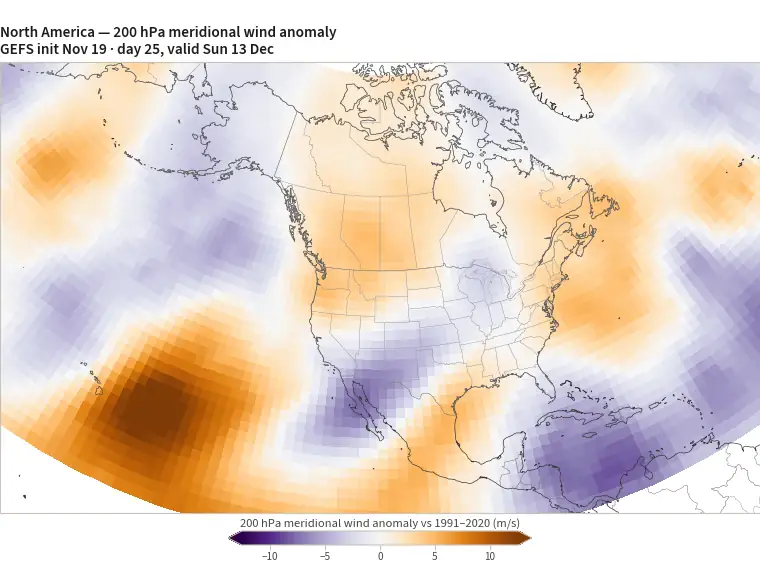 North America — 200 hPa meridional wind anomaly
GEFS init Nov 19 · day 25, valid Sun 13 Dec
200 hPa meridional wind anomaly vs 1991–2020 (m/s)
−10 −5 0 5 10